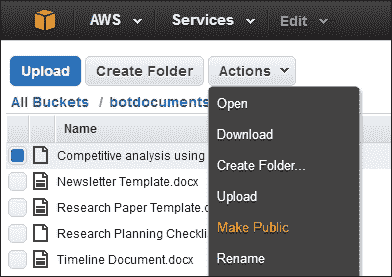 AWS Services Edit
Upload Create Folder Actions
All Buckets / botdocuments
Open
Name
Download
Competitive analysis using
Create Folder...
Newsletter Template.docx
Upload
Research Paper Template.
Make Public
Research Planning Checkli
Rename
Timeline Document.docx